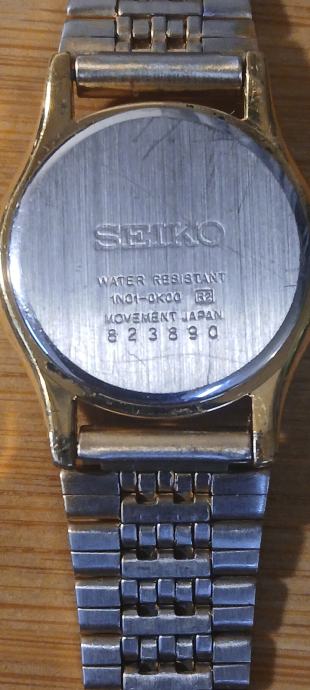 SEIKO
WATER RESISTANT
1N01-0K00 R2
MOVEMENT JAPAN
823890